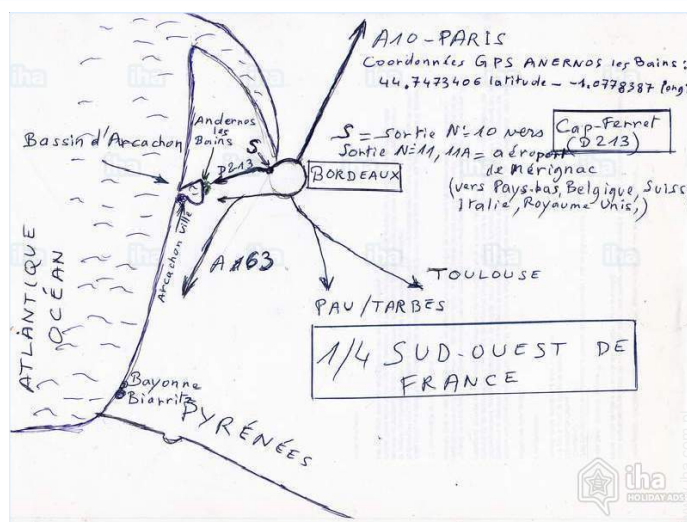 A10-PARIS
Coordonnées GPS ANERNOS les Bains:
44.7473406 latitude - -1.0778387 longi
Andernos
les
Bains
Bassin d'Arcachon
S
D213
S = Sortie N°10 vers Cap-Ferret
(D213)
Sortie N°11, 11A = aéroport
de Mérignac
(vers Pays-bas, Belgique, Suiss
Italie, Royaume Unis,)
BORDEAUX
Arcachon ville
A 63
ATLÀNTIQUE
OCÉAN
TOULOUSE
PAU/TARBES
1/4 SUD-OUEST DE
FRANCE
Bayonne
Biarritz
PYRÉNÉES
iha
HOLIDAY ADS